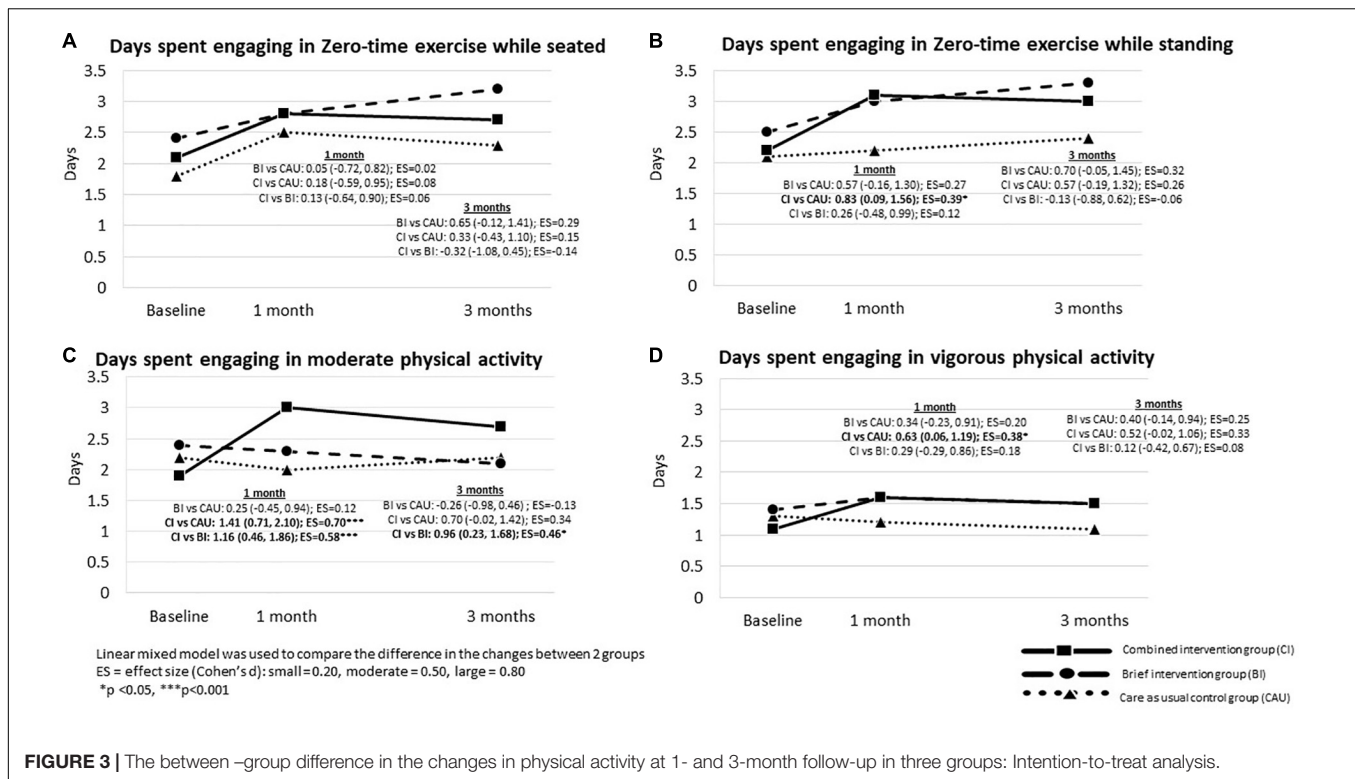 A
Days spent engaging in Zero-time exercise while seated
3.5
3
2.5
2
1.5
1
0.5
0
Days
1 month
BI vs CAU: 0.05 (-0.72, 0.82); ES=0.02
CI vs CAU: 0.18 (-0.59, 0.95); ES=0.08
CI vs BI: 0.13 (-0.64, 0.90); ES=0.06
3 months
BI vs CAU: 0.65 (-0.12, 1.41); ES=0.29
CI vs CAU: 0.33 (-0.43, 1.10); ES=0.15
CI vs BI: -0.32 (-1.08, 0.45); ES=-0.14
Baseline 1 month 3 months
B
Days spent engaging in Zero-time exercise while standing
3.5
3
2.5
2
1.5
1
0.5
0
Days
1 month
BI vs CAU: 0.57 (-0.16, 1.30); ES=0.27
CI vs CAU: 0.83 (0.09, 1.56); ES=0.39*
CI vs BI: 0.26 (-0.48, 0.99); ES=0.12
3 months
BI vs CAU: 0.70 (-0.05, 1.45); ES=0.32
CI vs CAU: 0.57 (-0.19, 1.32); ES=0.26
CI vs BI: -0.13 (-0.88, 0.62); ES=-0.06
Baseline 1 month 3 months
C
Days spent engaging in moderate physical activity
3.5
3
2.5
2
1.5
1
0.5
0
Days
1 month
BI vs CAU: 0.25 (-0.45, 0.94); ES=0.12
CI vs CAU: 1.41 (0.71, 2.10); ES=0.70***
CI vs BI: 1.16 (0.46, 1.86); ES=0.58***
3 months
BI vs CAU: -0.26 (-0.98, 0.46) ; ES=-0.13
CI vs CAU: 0.70 (-0.02, 1.42); ES=0.34
CI vs BI: 0.96 (0.23, 1.68); ES=0.46*
Baseline 1 month 3 months
D
Days spent engaging in vigorous physical activity
3.5
3
2.5
2
1.5
1
0.5
0
Days
1 month
BI vs CAU: 0.34 (-0.23, 0.91); ES=0.20
CI vs CAU: 0.63 (0.06, 1.19); ES=0.38*
CI vs BI: 0.29 (-0.29, 0.86); ES=0.18
3 months
BI vs CAU: 0.40 (-0.14, 0.94); ES=0.25
CI vs CAU: 0.52 (-0.02, 1.06); ES=0.33
CI vs BI: 0.12 (-0.42, 0.67); ES=0.08
Baseline 1 month 3 months
Linear mixed model was used to compare the difference in the changes between 2 groups
ES = effect size (Cohen's d): small=0.20, moderate = 0.50, large = 0.80
*p <0.05, ***p<0.001
Combined intervention group (CI)
Brief intervention group (BI)
Care as usual control group (CAU)
FIGURE 3 | The between –group difference in the changes in physical activity at 1- and 3-month follow-up in three groups: Intention-to-treat analysis.